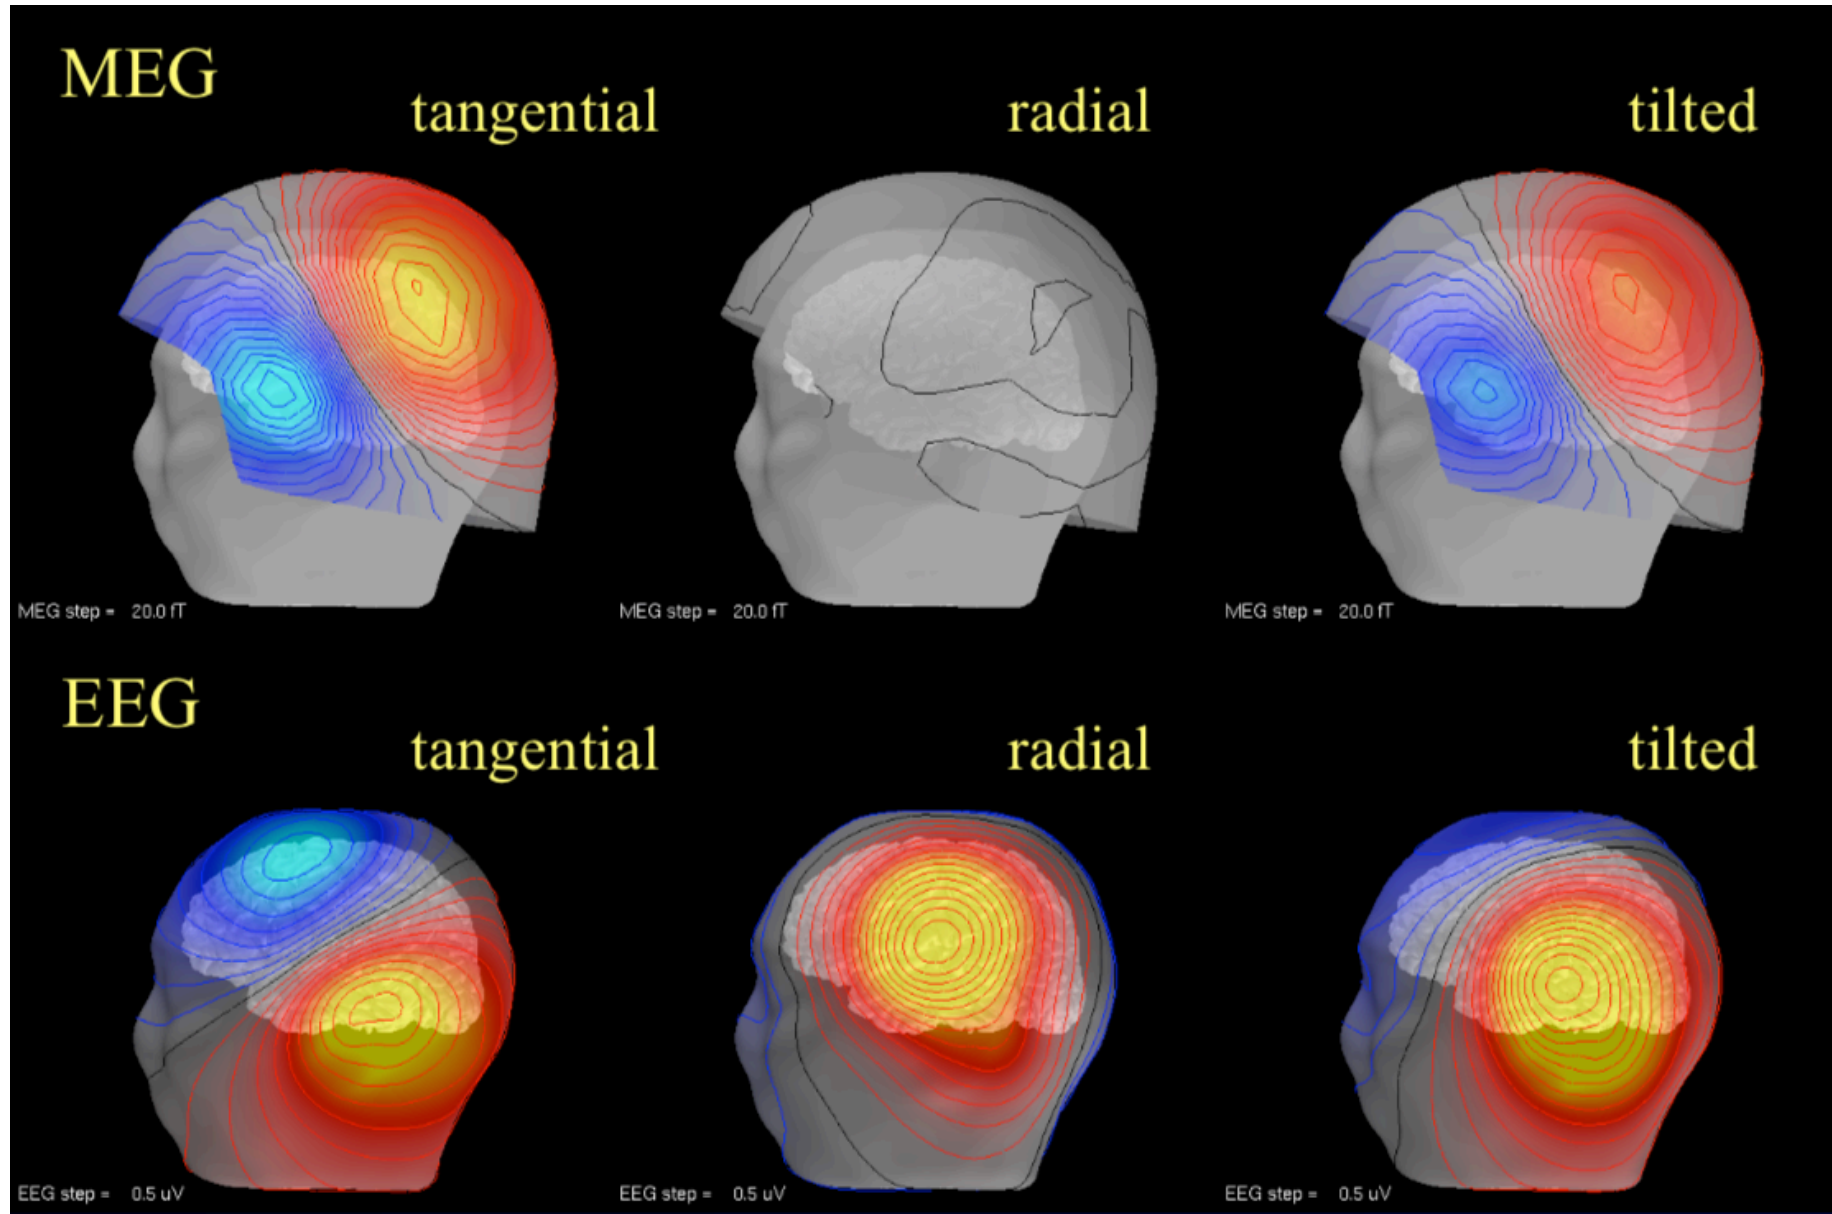 MEG
tangential radial tilted
MEG step = 20.0 fT MEG step = 20.0 fT MEG step = 20.0 fT
EEG
tangential radial tilted
EEG step = 0.5 uV EEG step = 0.5 uV EEG step = 0.5 uV